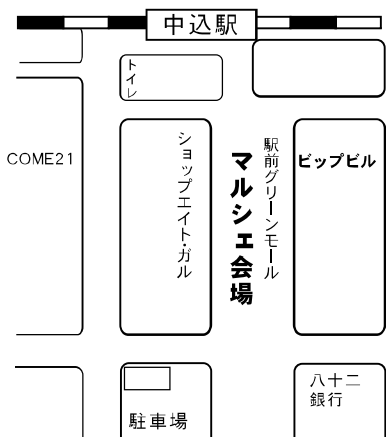 中込駅
トイレ
COME21
ショップエイト・ガル
マルシェ会場
駅前グリーンモール
ビップビル
駐車場
八十二
銀行